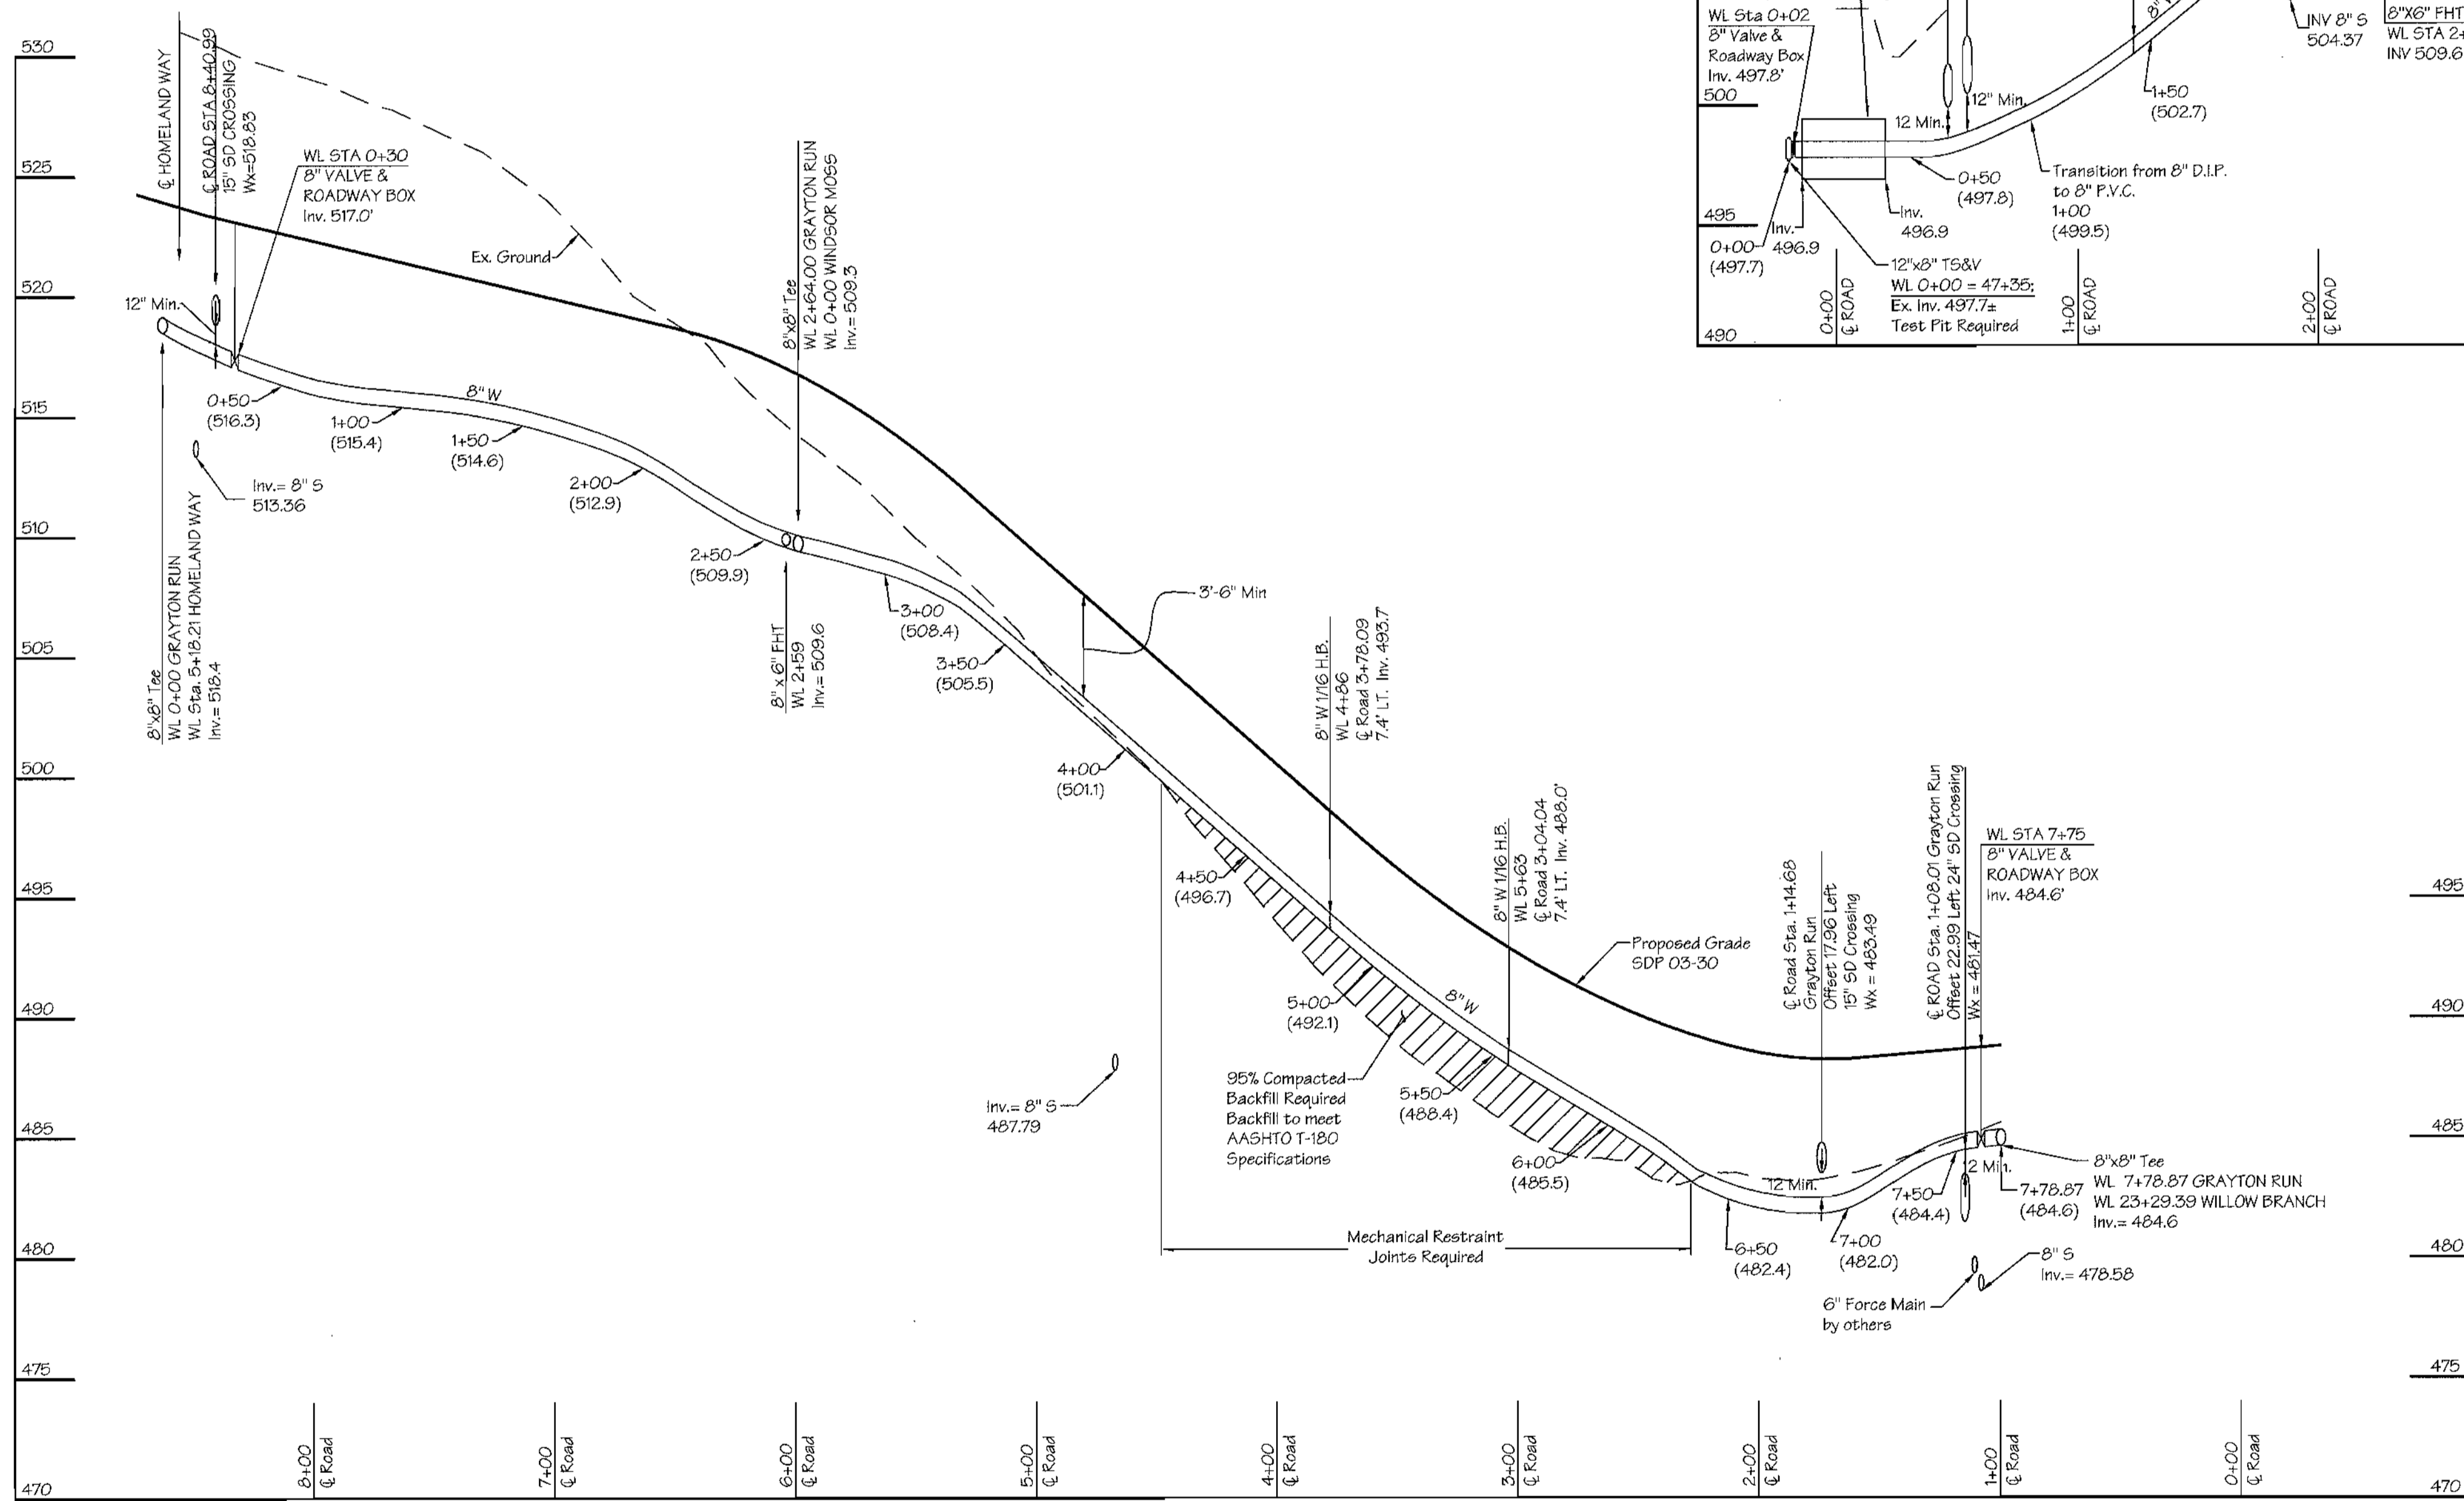 530
525
520
515
510
505
500
495
490
485
480
475
470
℄ HOMELAND WAY
℄ ROAD STA 8+40.99
15" SD CROSSING
Wx=518.83
WL STA 0+30
8" VALVE &
ROADWAY BOX
Inv. 517.0'
12" Min.
Ex. Ground
8"x8" Tee
WL 0+00 GRAYTON RUN
WL Sta. 5+18.21 HOMELAND WAY
Inv.= 518.4
0+50
(516.3)
Inv.= 8" S
513.36
1+00
(515.4)
8" W
1+50
(514.6)
2+00
(512.9)
2+50
(509.9)
8"x8" Tee
WL 2+64.00 GRAYTON RUN
WL 0+00 WINDSOR MOSS
Inv.= 509.3
8" x 6" FHT
WL 2+59
Inv.= 509.6
3+00
(508.4)
3+50
(505.5)
3'-6" Min
4+00
(501.1)
4+50
(496.7)
8" W 1/16 H.B.
WL 4+86
℄ Road 3+78.09
7.4' LT. Inv. 493.7'
5+00
(492.1)
8" W
8" W 1/16 H.B.
WL 5+63
℄ Road 3+04.04
7.4' LT. Inv. 488.0'
Inv.= 8" S
487.79
95% Compacted
Backfill Required
Backfill to meet
AASHTO T-180
Specifications
5+50
(488.4)
6+00
(485.5)
Mechanical Restraint
Joints Required
Proposed Grade
SDP 03-30
℄ Road Sta. 1+14.68
Grayton Run
Offset 17.96 Left
15" SD Crossing
Wx = 483.49
12 Min.
6+50
(482.4)
7+00
(482.0)
7+50
(484.4)
℄ ROAD Sta. 1+08.01 Grayton Run
Offset 22.99 Left 24" SD Crossing
Wx = 481.47
WL STA 7+75
8" VALVE &
ROADWAY BOX
Inv. 484.6'
2 Min.
7+78.87
(484.6)
8"x8" Tee
WL 7+78.87 GRAYTON RUN
WL 23+29.39 WILLOW BRANCH
Inv.= 484.6
8" S
Inv.= 478.58
6" Force Main
by others
495
490
485
480
475
470
8+00
℄ Road
7+00
℄ Road
6+00
℄ Road
5+00
℄ Road
4+00
℄ Road
3+00
℄ Road
2+00
℄ Road
1+00
℄ Road
0+00
℄ Road
WL Sta 0+02
8" Valve &
Roadway Box
Inv. 497.8'
500
495
490
12 Min.
12" Min.
INV 8" S
504.37
8"X6" FHT
WL STA 2+
INV 509.6
1+50
(502.7)
Transition from 8" D.I.P.
to 8" P.V.C.
1+00
(499.5)
0+50
(497.8)
Inv.
496.9
Inv.
496.9
0+00
(497.7)
12"x8" TS&V
WL 0+00 = 47+35;
Ex. Inv. 497.7±
Test Pit Required
0+00
℄ ROAD
1+00
℄ ROAD
2+00
℄ ROAD